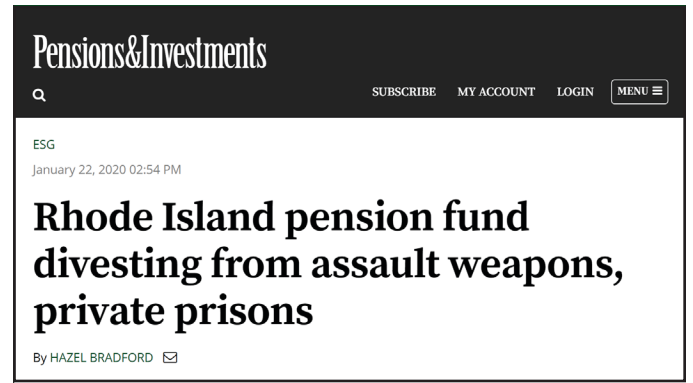 Pensions&Investments
SUBSCRIBE MY ACCOUNT LOGIN MENU
ESG
January 22, 2020 02:54 PM
Rhode Island pension fund
divesting from assault weapons,
private prisons
By HAZEL BRADFORD